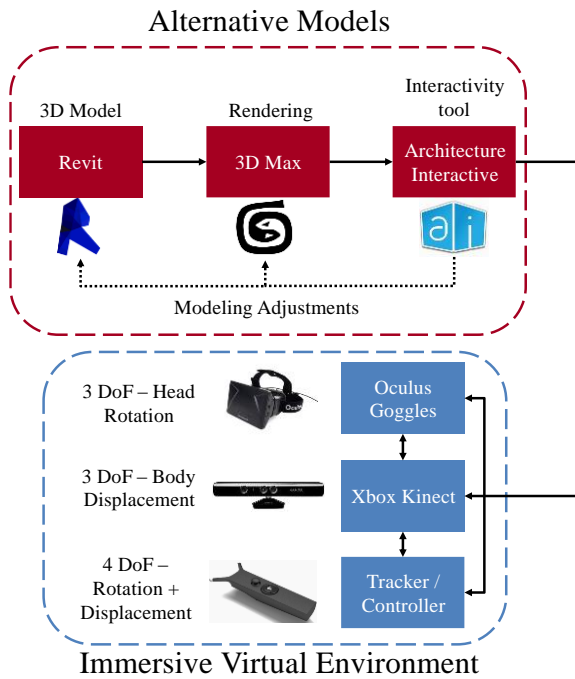 Alternative Models
3D Model
Rendering
Interactivity
tool
Revit
3D Max
Architecture
Interactive
ai
Modeling Adjustments
3 DoF – Head
Rotation
Oculus
Goggles
3 DoF – Body
Displacement
Xbox Kinect
4 DoF –
Rotation +
Displacement
Tracker /
Controller
Immersive Virtual Environment